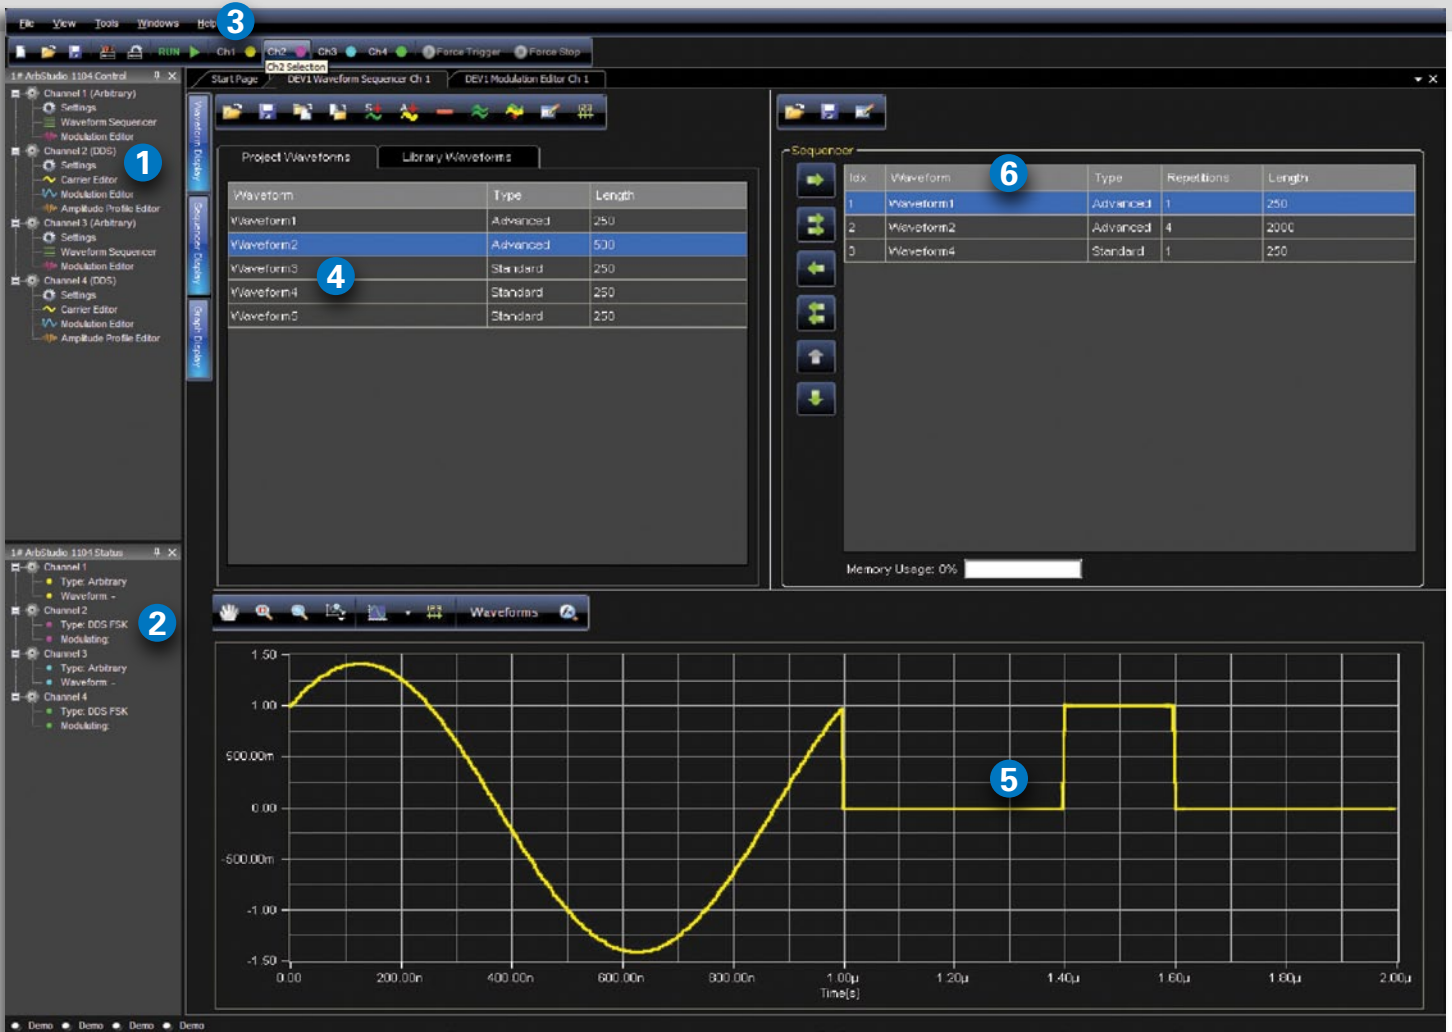 File View Tools Windows Help 3
RUN Ch1 Ch2 Ch3 Ch4 Force Trigger Force Stop
Ch2 Selection
1# ArbStudio 1104 Control
Channel 1 (Arbitrary)
Settings
Waveform Sequencer
Modulation Editor
Channel 2 (DDS)
Settings
Carrier Editor
Modulation Editor
Amplitude Profile Editor
Channel 3 (Arbitrary)
Settings
Waveform Sequencer
Modulation Editor
Channel 4 (DDS)
Settings
Carrier Editor
Modulation Editor
Amplitude Profile Editor
1
1# ArbStudio 1104 Status
Channel 1
Type: Arbitrary
Waveform: -
Channel 2
Type: DDS FSK
Modulating:
Channel 3
Type: Arbitrary
Waveform: -
Channel 4
Type: DDS FSK
Modulating:
2
Start Page DEV1 Waveform Sequencer Ch 1 DEV1 Modulation Editor Ch 1
Waveform Display
Sequencer Display
Graph Display
Project Waveforms Library Waveforms
Waveform Type Length
Waveform1 Advanced 250
Waveform2 Advanced 500
Waveform3 Standard 250
Waveform4 Standard 250
Waveform5 Standard 250
4
Sequencer
Idx Waveform Type Repetitions Length
1 Waveform1 Advanced 1 250
2 Waveform2 Advanced 4 2000
3 Waveform4 Standard 1 250
6
Memory Usage: 0%
Waveforms
1.50
1.00
500.00m
0.00
-500.00m
-1.00
-1.50
5
0.00 200.00n 400.00n 600.00n 800.00n 1.00µ 1.20µ 1.40µ 1.60µ 1.80µ 2.00µ
Time[s]
Demo Demo Demo Demo